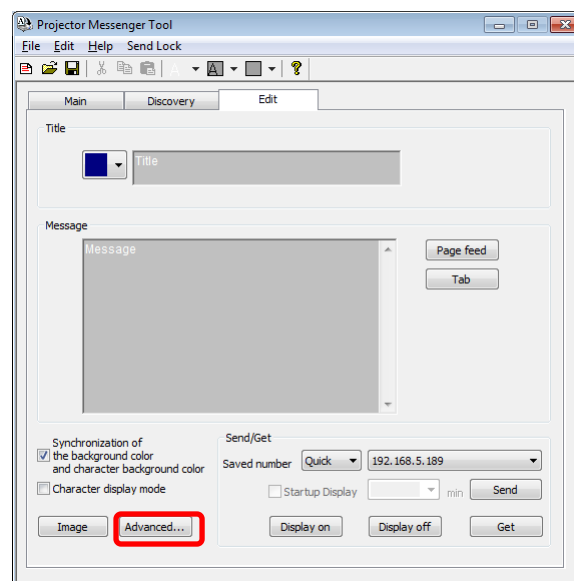 Projector Messenger Tool
File Edit Help Send Lock
A A ?
Main Discovery Edit
Title
Title
Message
Message
Page feed
Tab
Synchronization of
the background color
and character background color
Character display mode
Image Advanced...
Send/Get
Saved number Quick 192.168.5.189
Startup Display min Send
Display on Display off Get